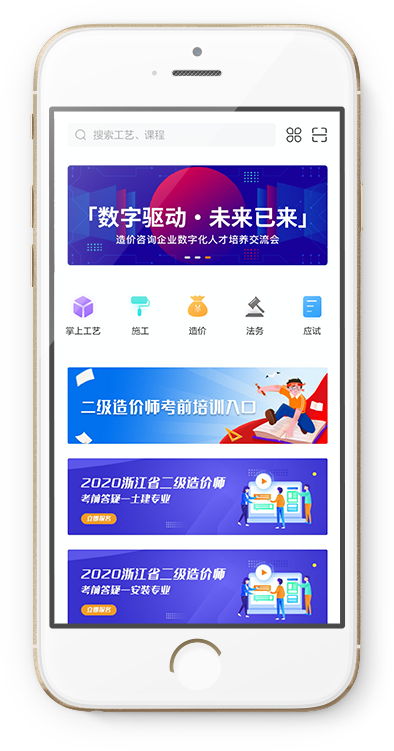 搜索工艺、课程
「数字驱动·未来已来」
造价咨询企业数字化人才培养交流会
掌上工艺
施工
造价
法务
应试
二级造价师考前培训入口
2020浙江省二级造价师
考前答疑—土建专业
立即报名
2020浙江省二级造价师
考前答疑—安装专业
立即报名